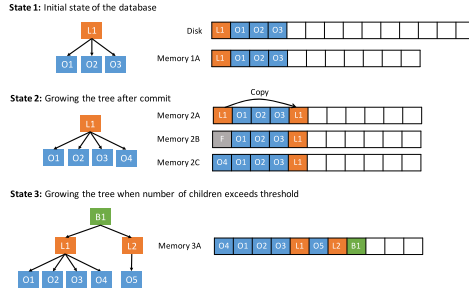 State 1: Initial state of the database
L1
O1 O2 O3
Disk L1 O1 O2 O3
Memory 1A L1 O1 O2 O3
State 2: Growing the tree after commit
Copy
L1
O1 O2 O3 O4
Memory 2A L1 O1 O2 O3 L1
Memory 2B F O1 O2 O3 L1
Memory 2C O4 O1 O2 O3 L1
State 3: Growing the tree when number of children exceeds threshold
B1
L1 L2
O1 O2 O3 O4 O5
Memory 3A O4 O1 O2 O3 L1 O5 L2 B1